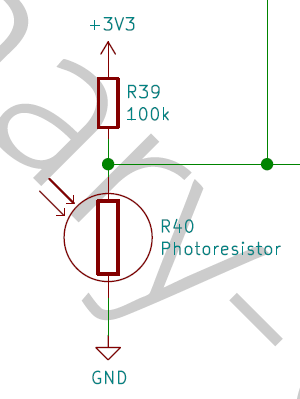 +3V3
R39
100k
R40
Photoresistor
GND